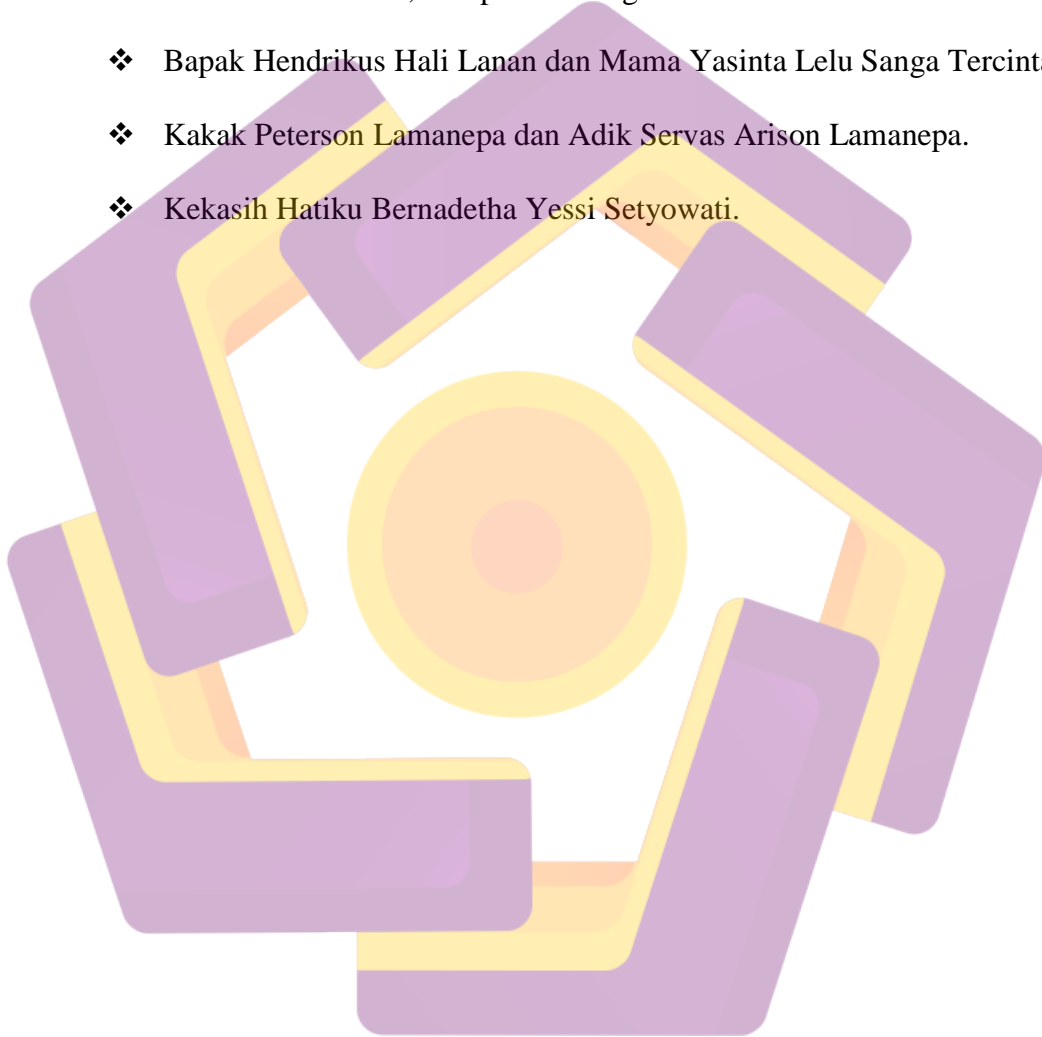 ❖ Bapak Hendrikus Hali Lanan dan Mama Yasinta Lelu Sanga Tercinta
❖ Kakak Peterson Lamanepa dan Adik Servas Arison Lamanepa.
❖ Kekasih Hatiku Bernadetha Yessi Setyowati.